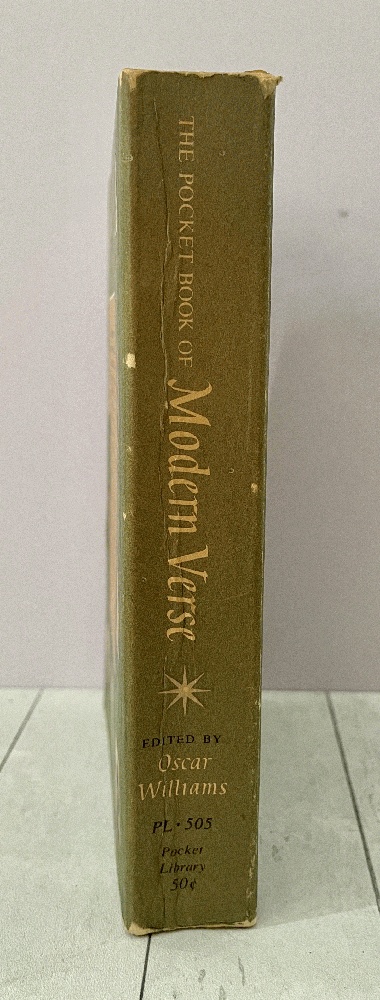 THE POCKET BOOK OF Modern Verse
EDITED BY
Oscar
Williams
PL·505
Pocket
Library
50¢